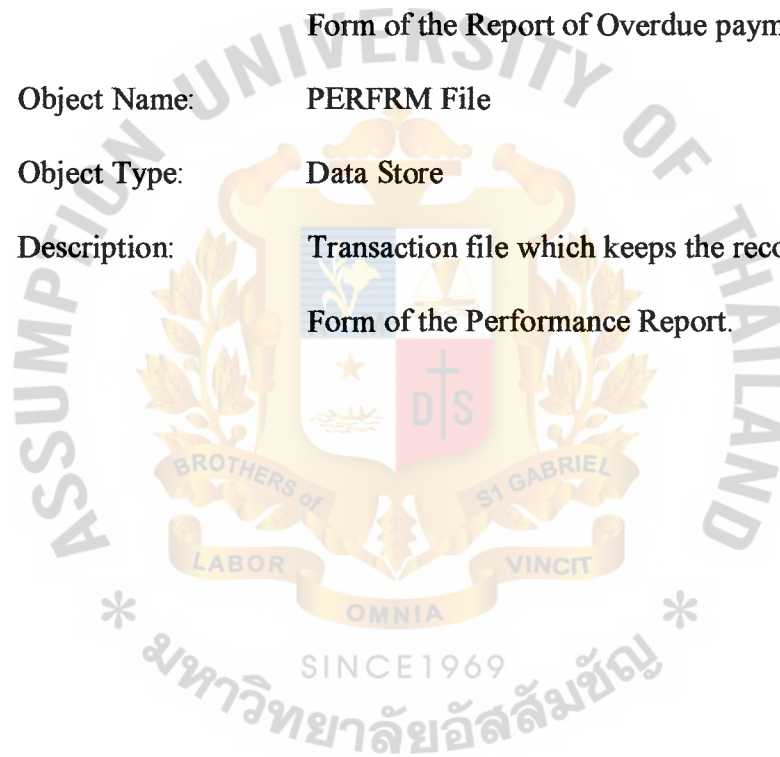 Form of the Report of Overdue paym
Object Name: PERFRM File
Object Type: Data Store
Description: Transaction file which keeps the reco
Form of the Performance Report.
ASSUMPTION UNIVERSITY OF THAILAND
D S
BROTHERS of ST GABRIEL
LABOR OMNIA VINCIT
SINCE1969
* มหาวิทยาลัยอัสสัมชัญ *